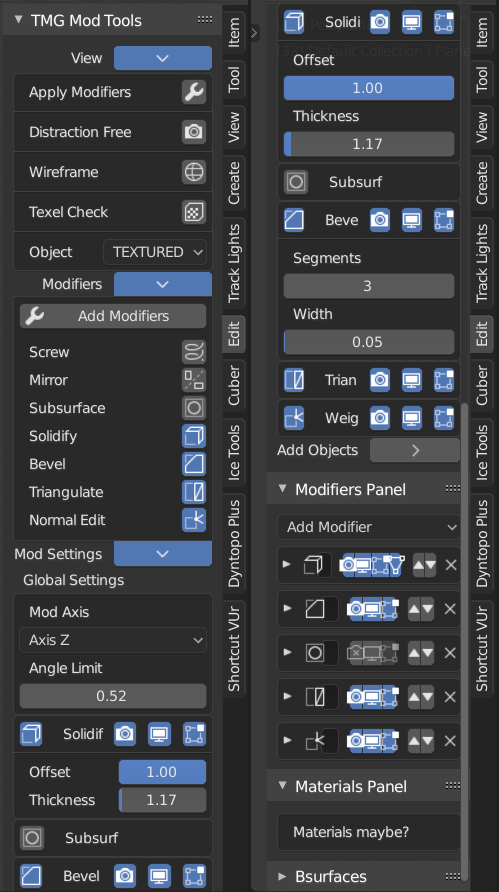 TMG Mod Tools
View
Apply Modifiers
Distraction Free
Wireframe
Texel Check
Object TEXTURED
Modifiers
Add Modifiers
Screw
Mirror
Subsurface
Solidify
Bevel
Triangulate
Normal Edit
Mod Settings
Global Settings
Mod Axis
Axis Z
Angle Limit
0.52
Solidif
Offset 1.00
Thickness 1.17
Subsurf
Bevel
Item
Tool
View
Create
Track Lights
Edit
Cuber
Ice Tools
Dyntopo Plus
Shortcut VUr
Solidi
Offset
1.00
Thickness
1.17
Subsurf
Beve
Segments
3
Width
0.05
Trian
Weig
Add Objects
Modifiers Panel
Add Modifier
Materials Panel
Materials maybe?
Bsurfaces
Item
Tool
View
Create
Track Lights
Edit
Cuber
Ice Tools
Dyntopo Plus
Shortcut VUr